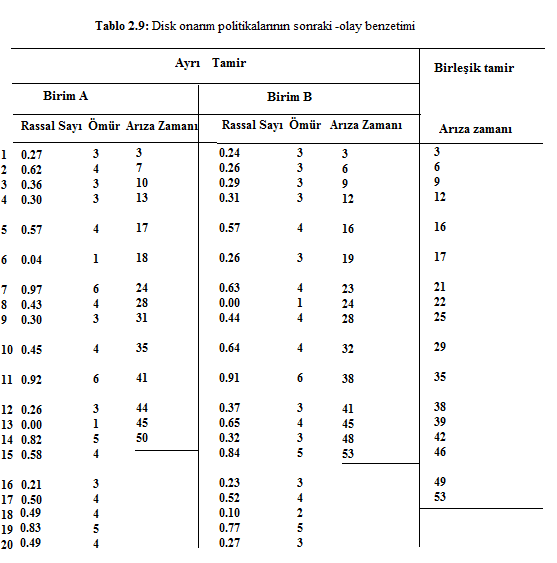 Tablo 2.9: Disk onarım politikalarının sonraki -olay benzetimi
Ayrı Tamir
Birleşik tamir
Birim A Birim B
Rassal Sayı Ömür Arıza Zamanı Rassal Sayı Ömür Arıza Zamanı Arıza zamanı
1 0.27 3 3 0.24 3 3 3
2 0.62 4 7 0.26 3 6 6
3 0.36 3 10 0.29 3 9 9
4 0.30 3 13 0.31 3 12 12
5 0.57 4 17 0.57 4 16 16
6 0.04 1 18 0.26 3 19 17
7 0.97 6 24 0.63 4 23 21
8 0.43 4 28 0.00 1 24 22
9 0.30 3 31 0.44 4 28 25
10 0.45 4 35 0.64 4 32 29
11 0.92 6 41 0.91 6 38 35
12 0.26 3 44 0.37 3 41 38
13 0.00 1 45 0.65 4 45 39
14 0.82 5 50 0.32 3 48 42
15 0.58 4 0.84 5 53 46
16 0.21 3 0.23 3 49
17 0.50 4 0.52 4 53
18 0.49 4 0.10 2
19 0.83 5 0.77 5
20 0.49 4 0.27 3